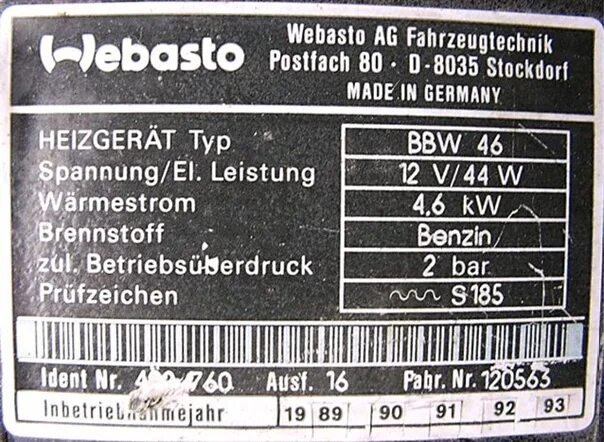 Webasto
Webasto AG Fahrzeugtechnik
Postfach 80 · D-8035 Stockdorf
MADE IN GERMANY
HEIZGERÄT Typ BBW 46
Spannung/El. Leistung 12 V/44 W
Wärmestrom 4,6 kW
Brennstoff Benzin
zul. Betriebsüberdruck 2 bar
Prüfzeichen S185
Ident Nr. Ausf. 16 Fabr. Nr. 120563
Inbetriebnahmejahr 19 89 90 91 92 93